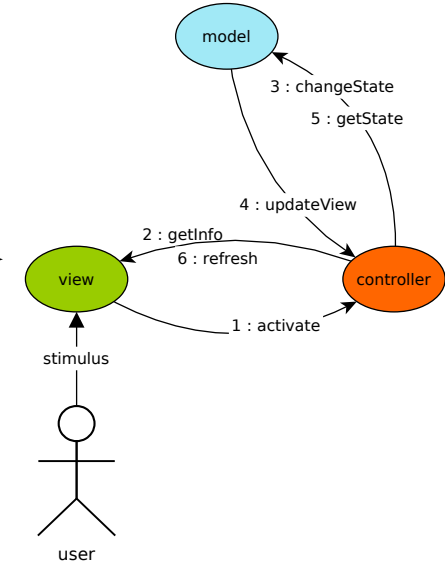 model
3 : changeState
5 : getState
4 : updateView
2 : getInfo
6 : refresh
view
controller
1 : activate
stimulus
user